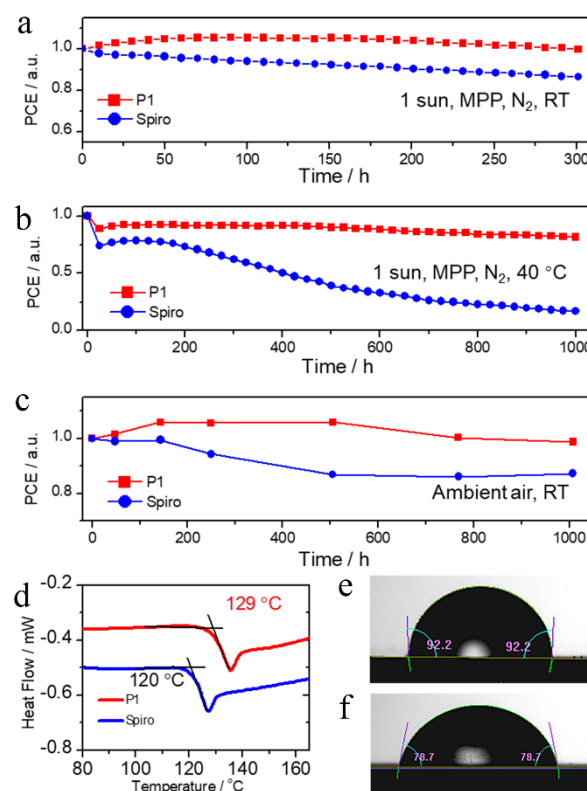 a
PCE / a.u.
1.0
0.8
0.6
P1
Spiro
1 sun, MPP, N₂, RT
0 50 100 150 200 250 300
Time / h
b
PCE / a.u.
1.0
0.5
0.0
P1
Spiro
1 sun, MPP, N₂, 40 °C
0 200 400 600 800 1000
Time / h
c
PCE / a.u.
1.0
0.8
P1
Spiro
Ambient air, RT
0 200 400 600 800 1000
Time / h
d
Heat Flow / mW
-0.2
-0.4
-0.6
-0.8
129 °C
120 °C
P1
Spiro
80 100 120 140 160
Temperature / °C
e
92.2 92.2
f
78.7 78.7